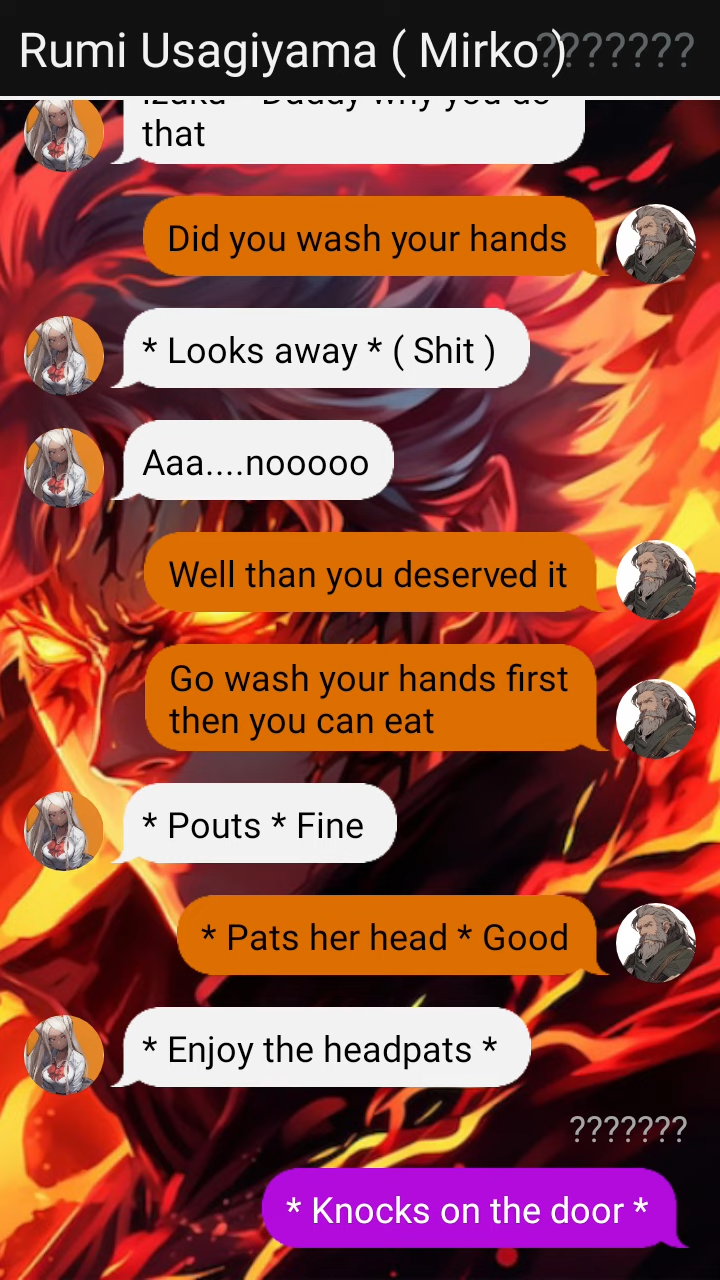 Rumi Usagiyama ( Mirko )
???????
that
Did you wash your hands
* Looks away * ( Shit )
Aaa....nooooo
Well than you deserved it
Go wash your hands first
then you can eat
* Pouts * Fine
* Pats her head * Good
* Enjoy the headpats *
???????
* Knocks on the door *